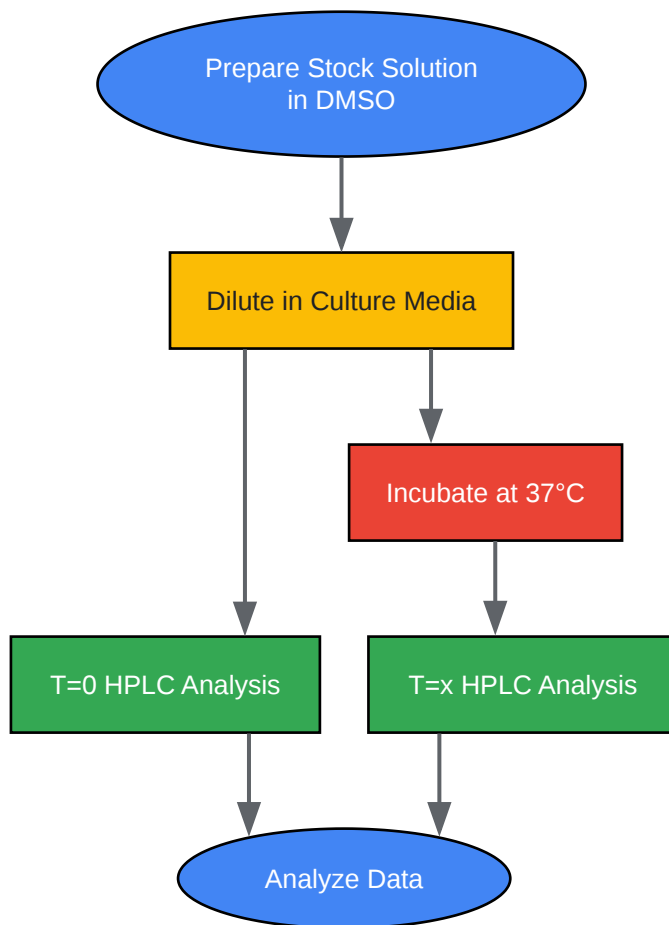 Prepare Stock Solution
in DMSO
Dilute in Culture Media
Incubate at 37°C
T=0 HPLC Analysis
T=x HPLC Analysis
Analyze Data